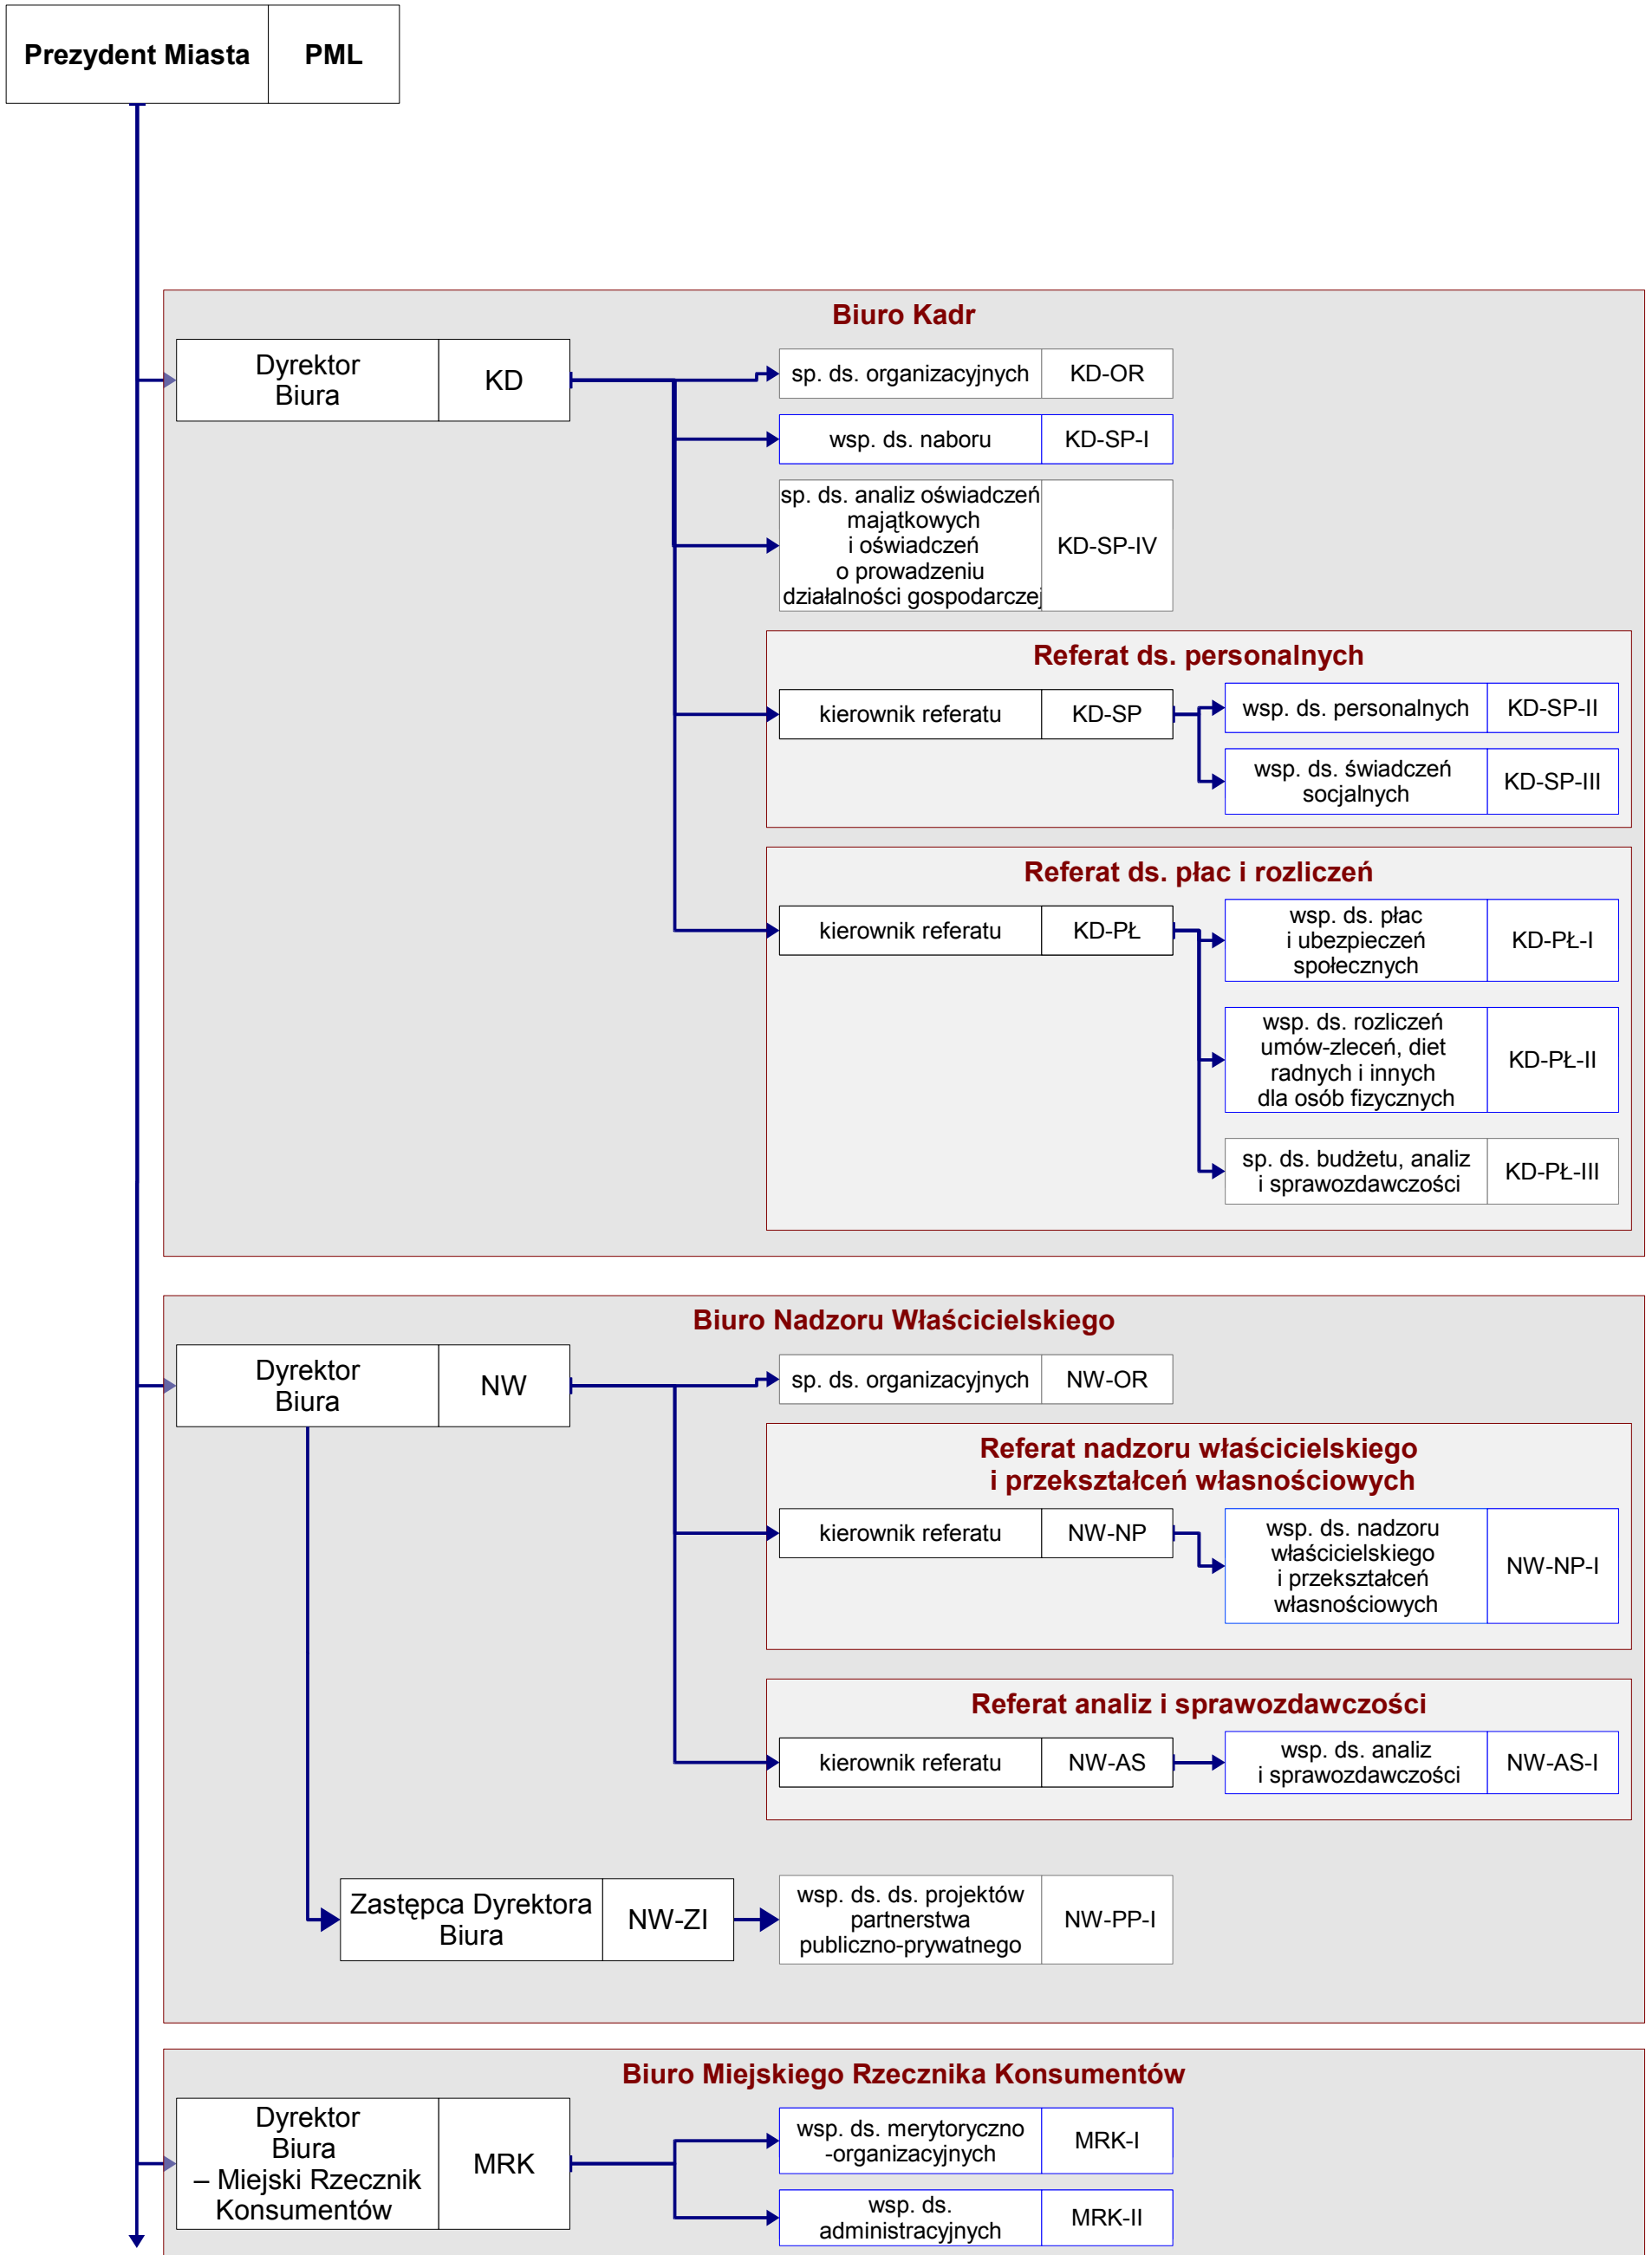 Prezydent Miasta PML
Biuro Kadr
Dyrektor
Biura
KD
sp. ds. organizacyjnych KD-OR
wsp. ds. naboru KD-SP-I
sp. ds. analiz oświadczeń
majątkowych
i oświadczeń
o prowadzeniu
działalności gospodarczej
KD-SP-IV
Referat ds. personalnych
kierownik referatu KD-SP
wsp. ds. personalnych KD-SP-II
wsp. ds. świadczeń
socjalnych
KD-SP-III
Referat ds. płac i rozliczeń
kierownik referatu KD-PŁ
wsp. ds. płac
i ubezpieczeń
społecznych
KD-PŁ-I
wsp. ds. rozliczeń
umów-zleceń, diet
radnych i innych
dla osób fizycznych
KD-PŁ-II
sp. ds. budżetu, analiz
i sprawozdawczości
KD-PŁ-III
Biuro Nadzoru Właścicielskiego
Dyrektor
Biura
NW
sp. ds. organizacyjnych NW-OR
Referat nadzoru właścicielskiego
i przekształceń własnościowych
kierownik referatu NW-NP
wsp. ds. nadzoru
właścicielskiego
i przekształceń
własnościowych
NW-NP-I
Referat analiz i sprawozdawczości
kierownik referatu NW-AS
wsp. ds. analiz
i sprawozdawczości
NW-AS-I
Zastępca Dyrektora
Biura
NW-ZI
wsp. ds. ds. projektów
partnerstwa
publiczno-prywatnego
NW-PP-I
Biuro Miejskiego Rzecznika Konsumentów
Dyrektor
Biura
– Miejski Rzecznik
Konsumentów
MRK
wsp. ds. merytoryczno
-organizacyjnych
MRK-I
wsp. ds.
administracyjnych
MRK-II